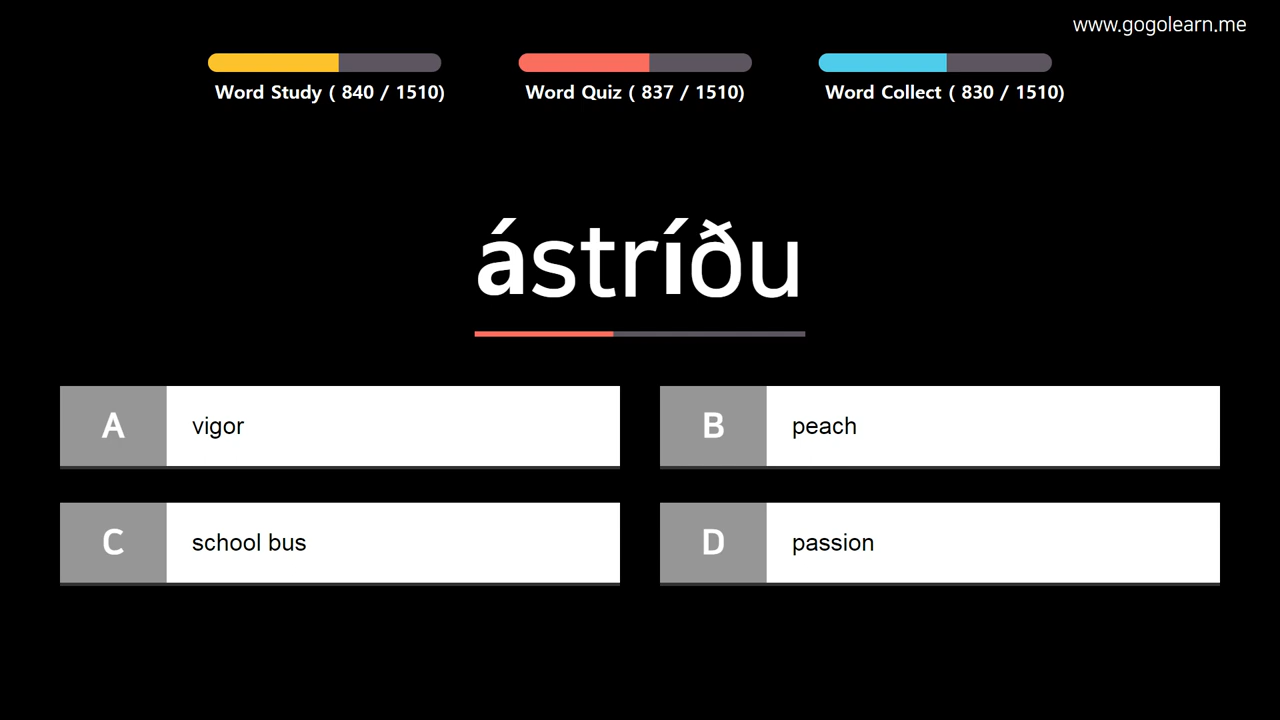 www.gogolearn.me
Word Study ( 840 / 1510)
Word Quiz ( 837 / 1510)
Word Collect ( 830 / 1510)
ástríðu
A vigor
B peach
C school bus
D passion